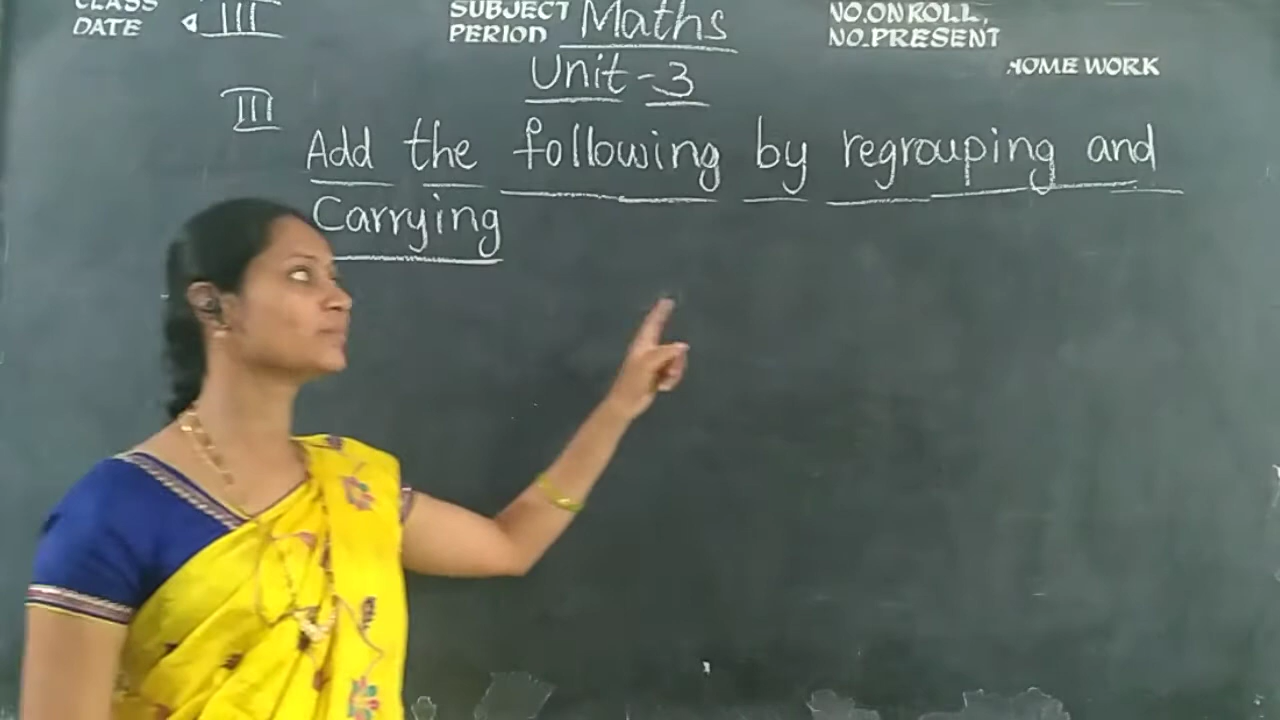 CLASS III
DATE
SUBJECT Maths
PERIOD
NO.ON ROLL,
NO.PRESENT
HOME WORK
Unit-3
III
Add the following by regrouping and
Carrying